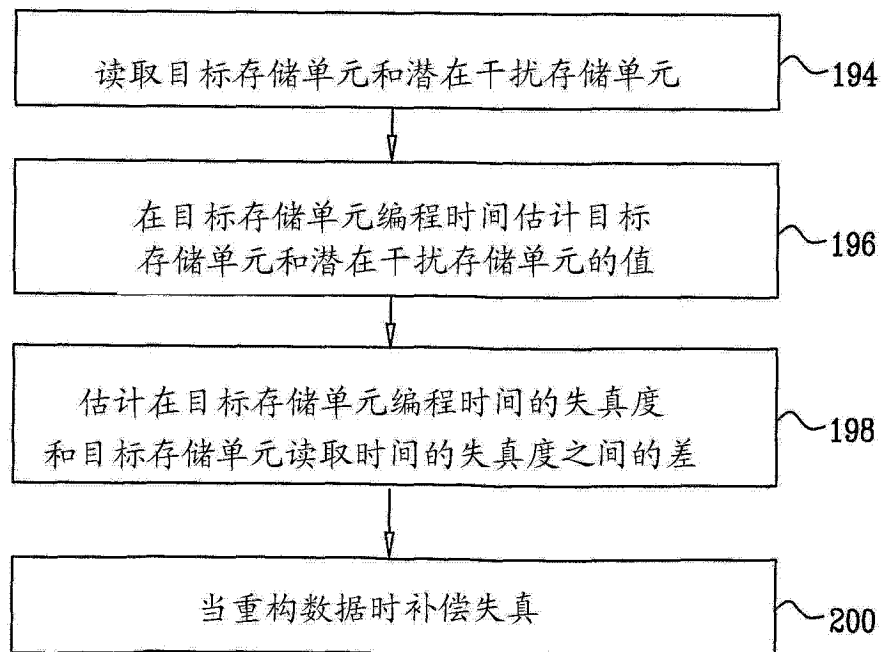 读取目标存储单元和潜在干扰存储单元
194
在目标存储单元编程时间估计目标
存储单元和潜在干扰存储单元的值
196
估计在目标存储单元编程时间的失真度
和目标存储单元读取时间的失真度之间的差
198
当重构数据时补偿失真
200